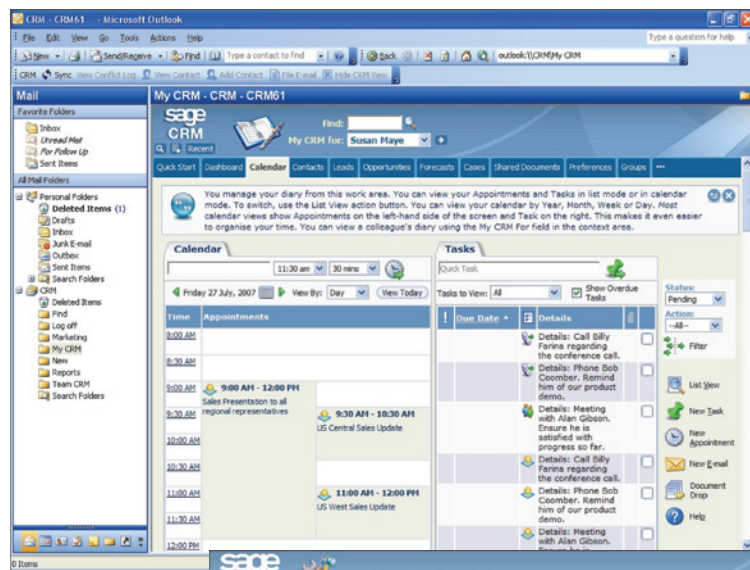 CRM - CRM61 - Microsoft Outlook
File Edit View Go Tools Actions Help
Type a question for help
New Send/Receive Find Type a contact to find Back outlook:\\CRM\My CRM
CRM Sync View Conflict Log View Contact Add Contact File E-mail Hide CRM View
Mail
My CRM - CRM - CRM61
Favorite Folders
Inbox
Unread Mail
For Follow Up
Sent Items
All Mail Folders
Personal Folders
Deleted Items (1)
Drafts
Inbox
Junk E-mail
Outbox
Sent Items
Search Folders
CRM
Deleted Items
Find
Log off
Marketing
My CRM
New
Reports
Team CRM
Search Folders
0 Items
sage
CRM
Recent
Find:
My CRM for: Susan Maye
Quick Start Dashboard Calendar Contacts Leads Opportunities Forecasts Cases Shared Documents Preferences Groups
You manage your diary from this work area. You can view your Appointments and Tasks in list mode or in calendar
mode. To switch, use the List View action button. You can view your calendar by Year, Month, Week or Day. Most
calendar views show Appointments on the left-hand side of the screen and Task on the right. This makes it even easier
to organise your time. You can view a colleague's diary using the My CRM For field in the context area.
Calendar
11:30 am 30 mins
Friday 27 July, 2007 View By: Day View Today
Time Appointments
8:00 AM
8:30 AM
9:00 AM 9:00 AM - 12:00 PM
Sales Presentation to all
regional representatives
9:30 AM 9:30 AM - 10:30 AM
US Central Sales Update
10:00 AM
10:30 AM
11:00 AM 11:00 AM - 12:00 PM
US West Sales Update
11:30 AM
12:00 PM
Tasks
Quick Task
Tasks to View: All Show Overdue
Tasks
! Due Date Details
Details: Call Billy
Farina regarding
the conference call.
Details: Phone Bob
Coomber. Remind
him of our product
demo.
Details: Meeting
with Alan Gibson.
Ensure he is
satisfied with
progress so far.
Details: Call Billy
Farina regarding
the conference call.
Details: Phone Bob
Coomber. Remind
him of our product
demo.
Details: Meeting
with Alan Gibson.
Ensure he is
Status:
Pending
Action:
--All--
Filter
List View
New Task
New
Appointment
New E-mail
Document
Drop
Help
sage